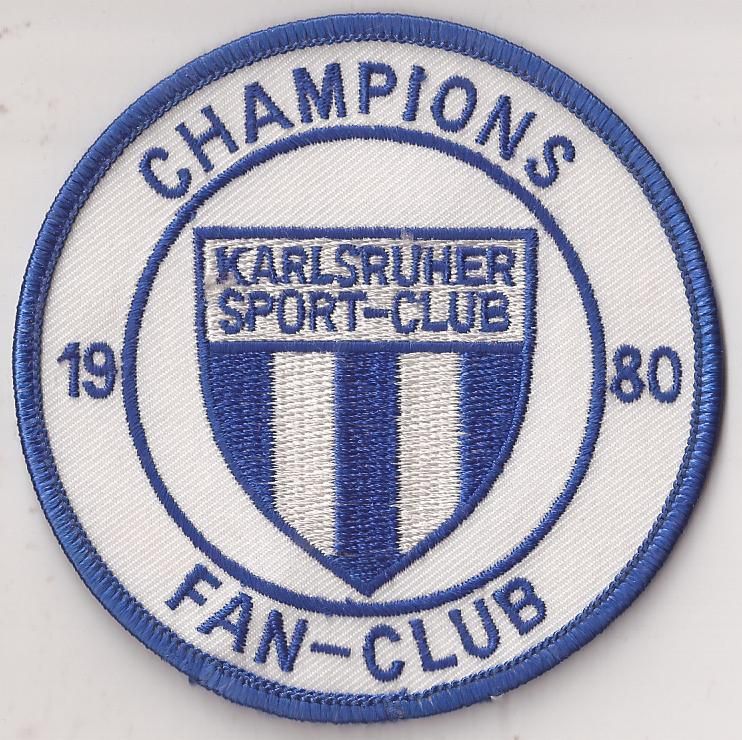 CHAMPIONS
KARLSRUHER
SPORT-CLUB
19 80
FAN-CLUB